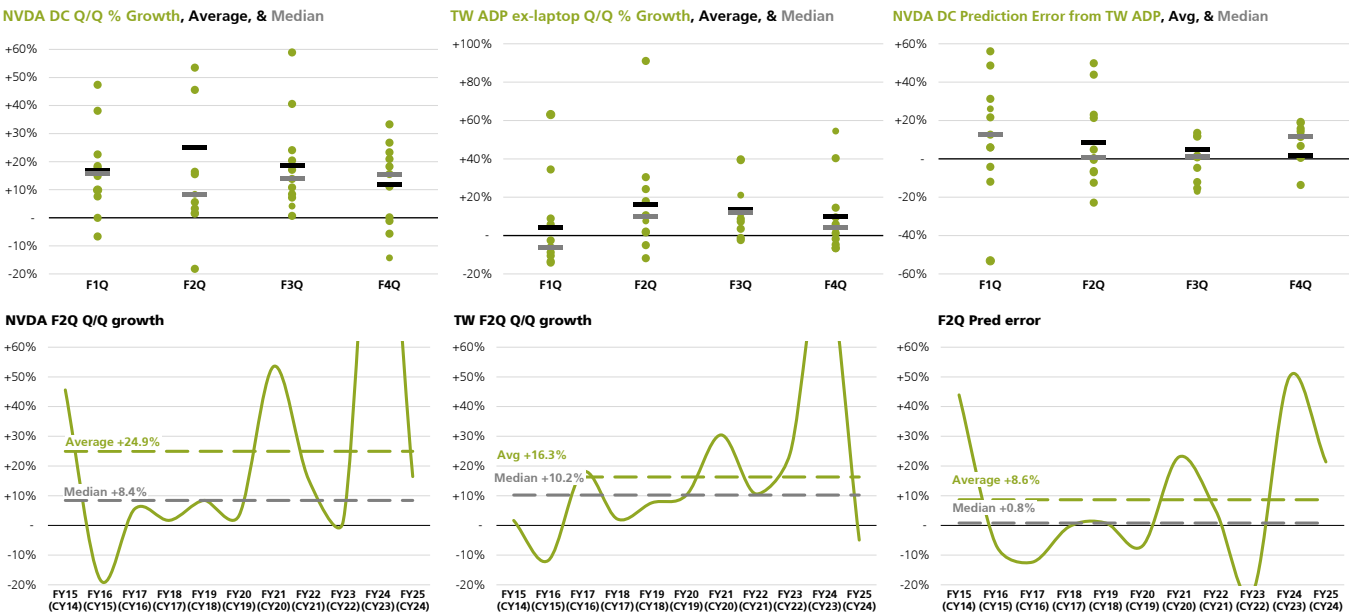 NVDA DC Q/Q % Growth, Average, & Median
+60%
+50%
+40%
+30%
+20%
+10%
-
-10%
-20%
F1Q F2Q F3Q F4Q
TW ADP ex-laptop Q/Q % Growth, Average, & Median
+100%
+80%
+60%
+40%
+20%
-
-20%
F1Q F2Q F3Q F4Q
NVDA DC Prediction Error from TW ADP, Avg, & Median
+60%
+40%
+20%
-
-20%
-40%
-60%
F1Q F2Q F3Q F4Q
NVDA F2Q Q/Q growth
+60%
+50%
+40%
+30%
+20%
+10%
-
-10%
-20%
Average +24.9%
Median +8.4%
FY15 FY16 FY17 FY18 FY19 FY20 FY21 FY22 FY23 FY24 FY25
(CY14) (CY15) (CY16) (CY17) (CY18) (CY19) (CY20) (CY21) (CY22) (CY23) (CY24)
TW F2Q Q/Q growth
+60%
+50%
+40%
+30%
+20%
+10%
-
-10%
-20%
Avg +16.3%
Median +10.2%
FY15 FY16 FY17 FY18 FY19 FY20 FY21 FY22 FY23 FY24 FY25
(CY14) (CY15) (CY16) (CY17) (CY18) (CY19) (CY20) (CY21) (CY22) (CY23) (CY24)
F2Q Pred error
+60%
+50%
+40%
+30%
+20%
+10%
-
-10%
-20%
Average +8.6%
Median +0.8%
FY15 FY16 FY17 FY18 FY19 FY20 FY21 FY22 FY23 FY24 FY25
(CY14) (CY15) (CY16) (CY17) (CY18) (CY19) (CY20) (CY21) (CY22) (CY23) (CY24)